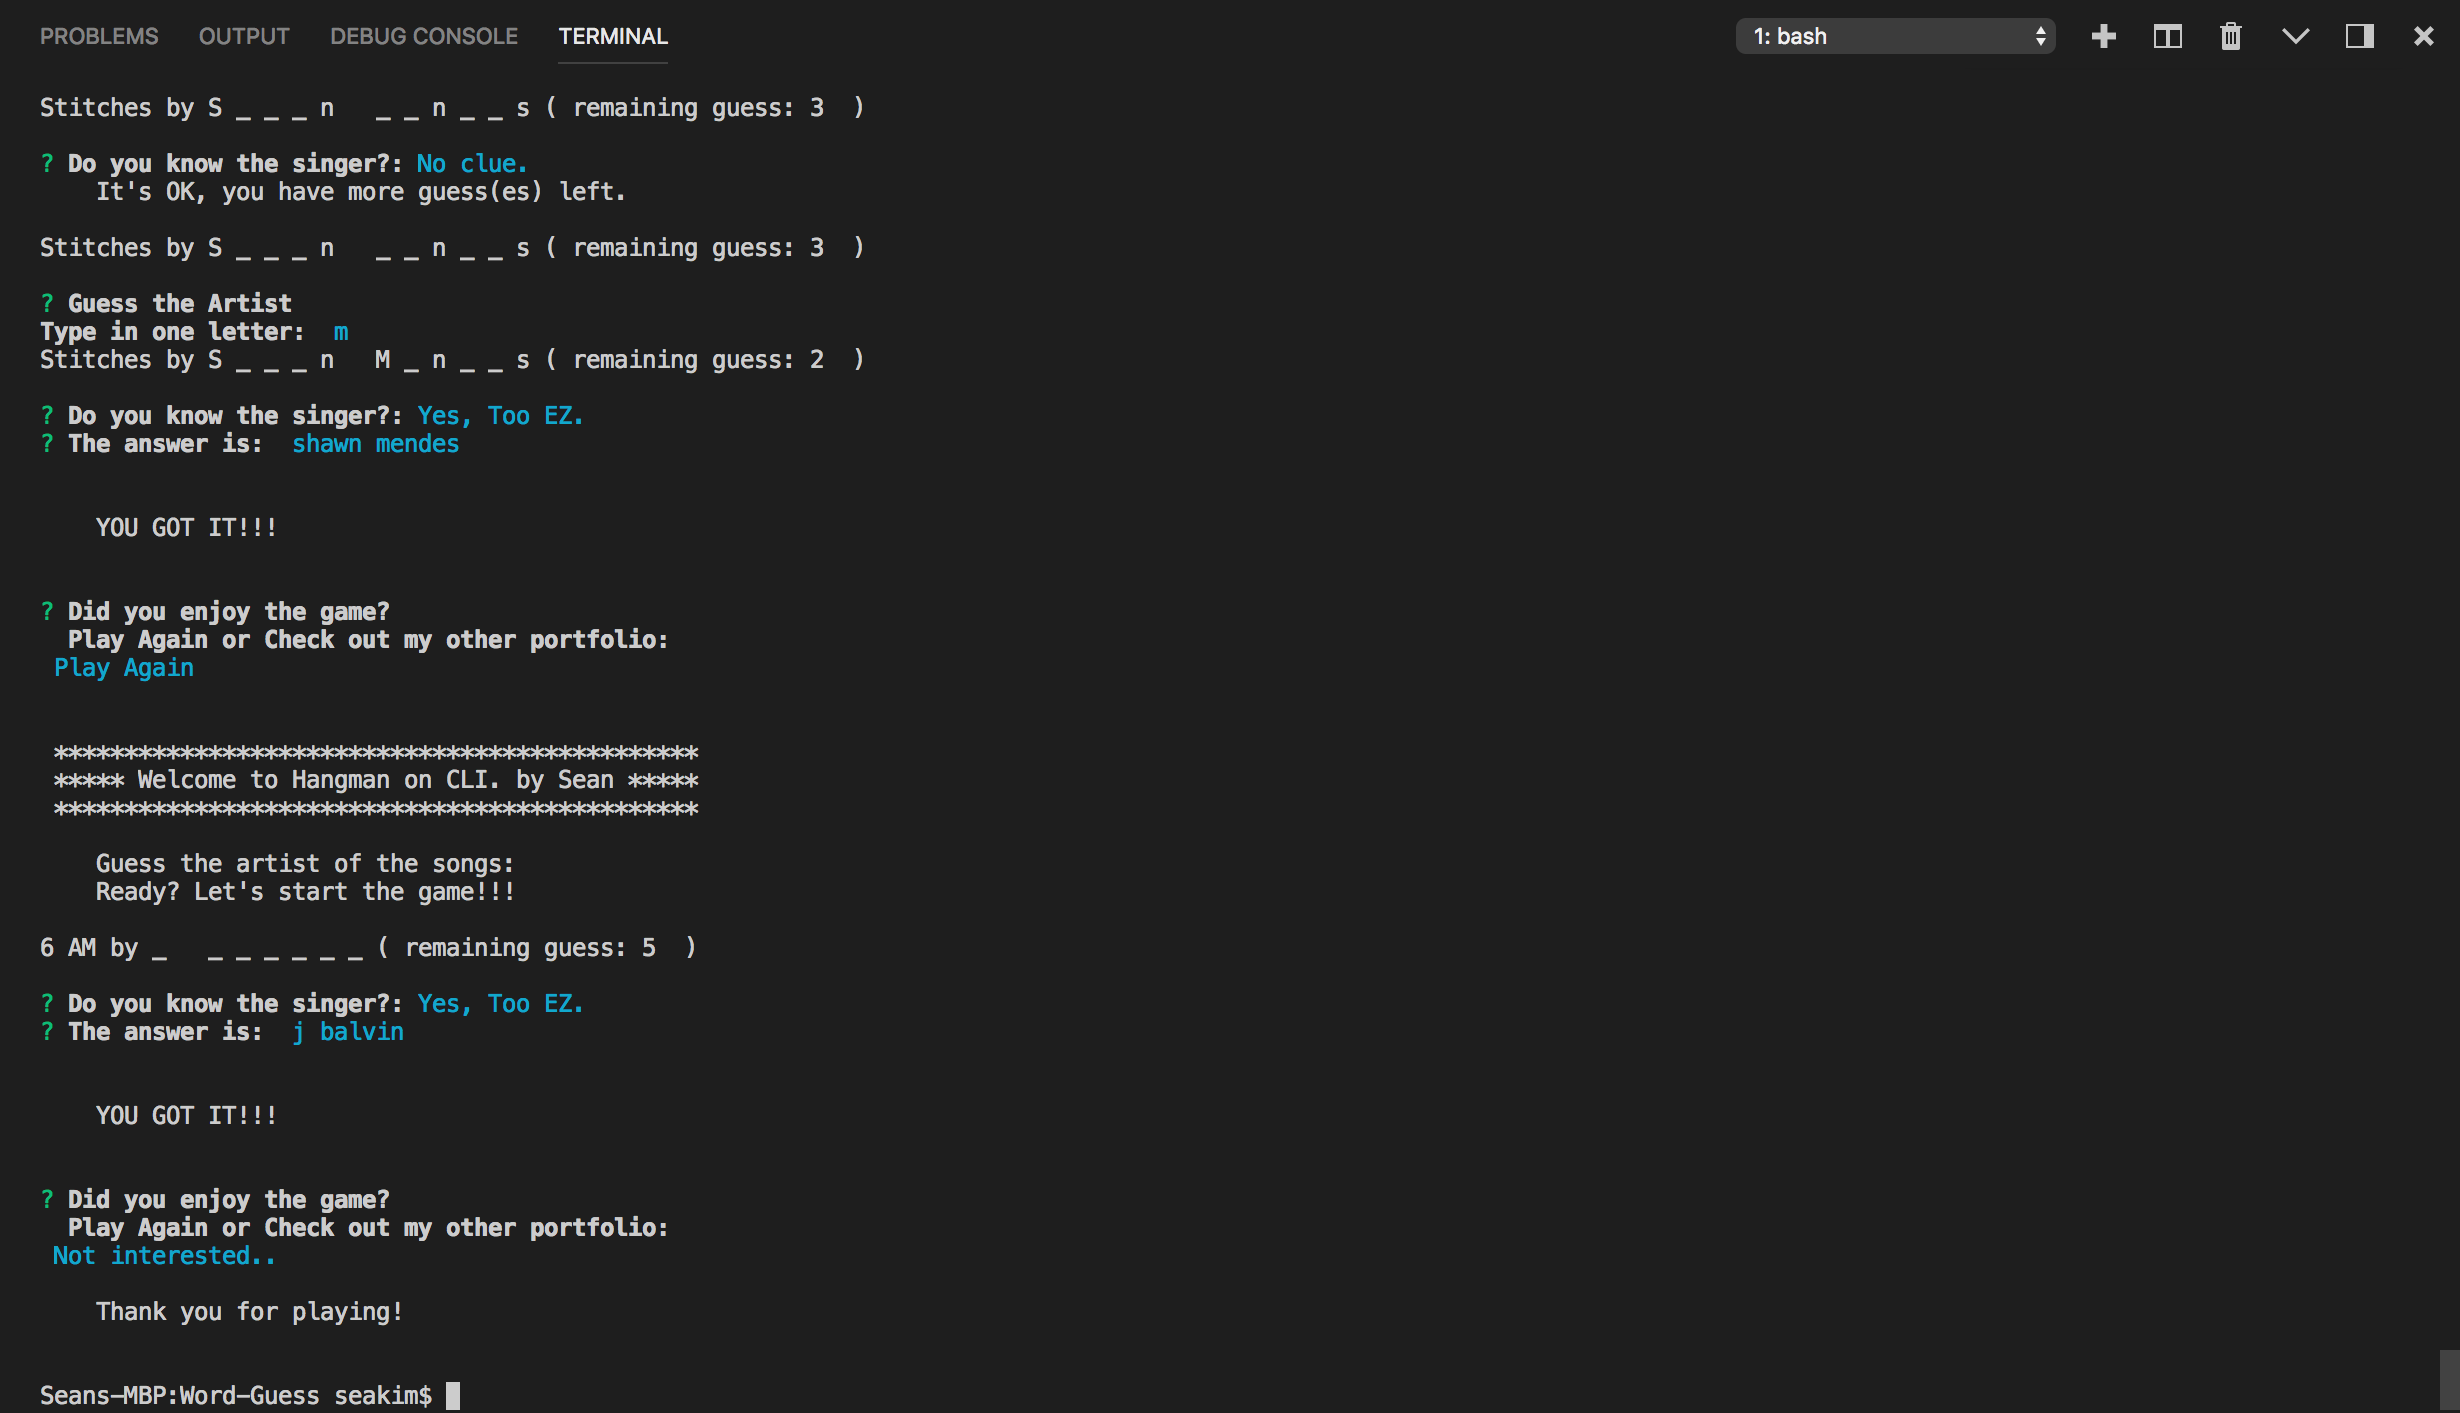 PROBLEMS OUTPUT DEBUG CONSOLE TERMINAL 1: bash
Stitches by S _ _ _ n   _ _ n _ _ s ( remaining guess: 3  )
? Do you know the singer?: No clue.
It's OK, you have more guess(es) left.
Stitches by S _ _ _ n   _ _ n _ _ s ( remaining guess: 3  )
? Guess the Artist
Type in one letter:  m
Stitches by S _ _ _ n   M _ n _ _ s ( remaining guess: 2  )
? Do you know the singer?: Yes, Too EZ.
? The answer is:  shawn mendes
YOU GOT IT!!!
? Did you enjoy the game?
Play Again or Check out my other portfolio:
Play Again
**********************************************
***** Welcome to Hangman on CLI. by Sean *****
**********************************************
Guess the artist of the songs:
Ready? Let's start the game!!!
6 AM by _   _ _ _ _ _ _ ( remaining guess: 5  )
? Do you know the singer?: Yes, Too EZ.
? The answer is:  j balvin
YOU GOT IT!!!
? Did you enjoy the game?
Play Again or Check out my other portfolio:
Not interested..
Thank you for playing!
Seans-MBP:Word-Guess seakim$